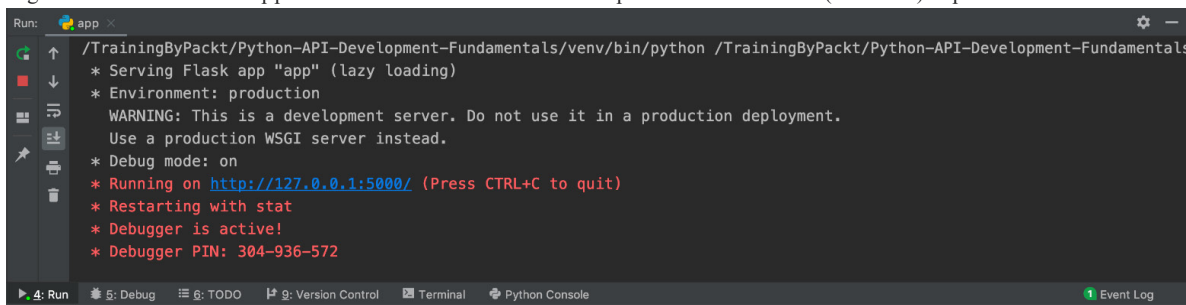 Run: app
/TrainingByPackt/Python-API-Development-Fundamentals/venv/bin/python /TrainingByPackt/Python-API-Development-Fundamentals
* Serving Flask app "app" (lazy loading)
* Environment: production
WARNING: This is a development server. Do not use it in a production deployment.
Use a production WSGI server instead.
* Debug mode: on
* Running on http://127.0.0.1:5000/ (Press CTRL+C to quit)
* Restarting with stat
* Debugger is active!
* Debugger PIN: 304-936-572
4: Run 5: Debug 6: TODO 9: Version Control Terminal Python Console 1 Event Log